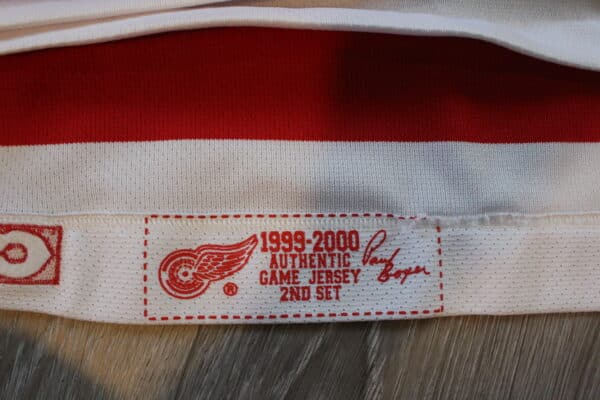 1999-2000
AUTHENTIC
GAME JERSEY
2ND SET
Paul
Boyer
®